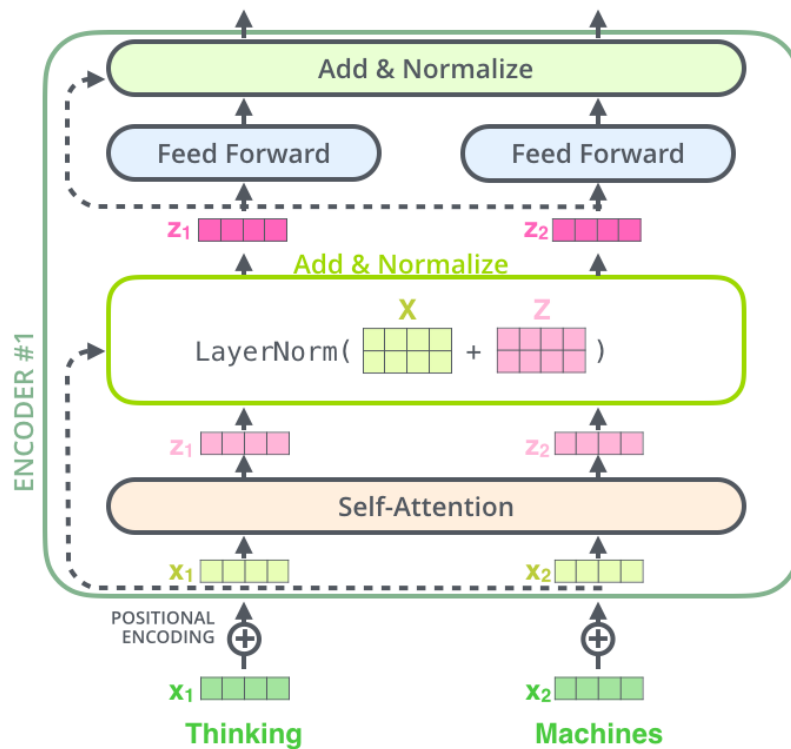 Add & Normalize
Feed Forward
Feed Forward
z1
z2
Add & Normalize
X
Z
LayerNorm( + )
ENCODER #1
z1
z2
Self-Attention
x1
x2
POSITIONAL
ENCODING
x1
x2
Thinking
Machines